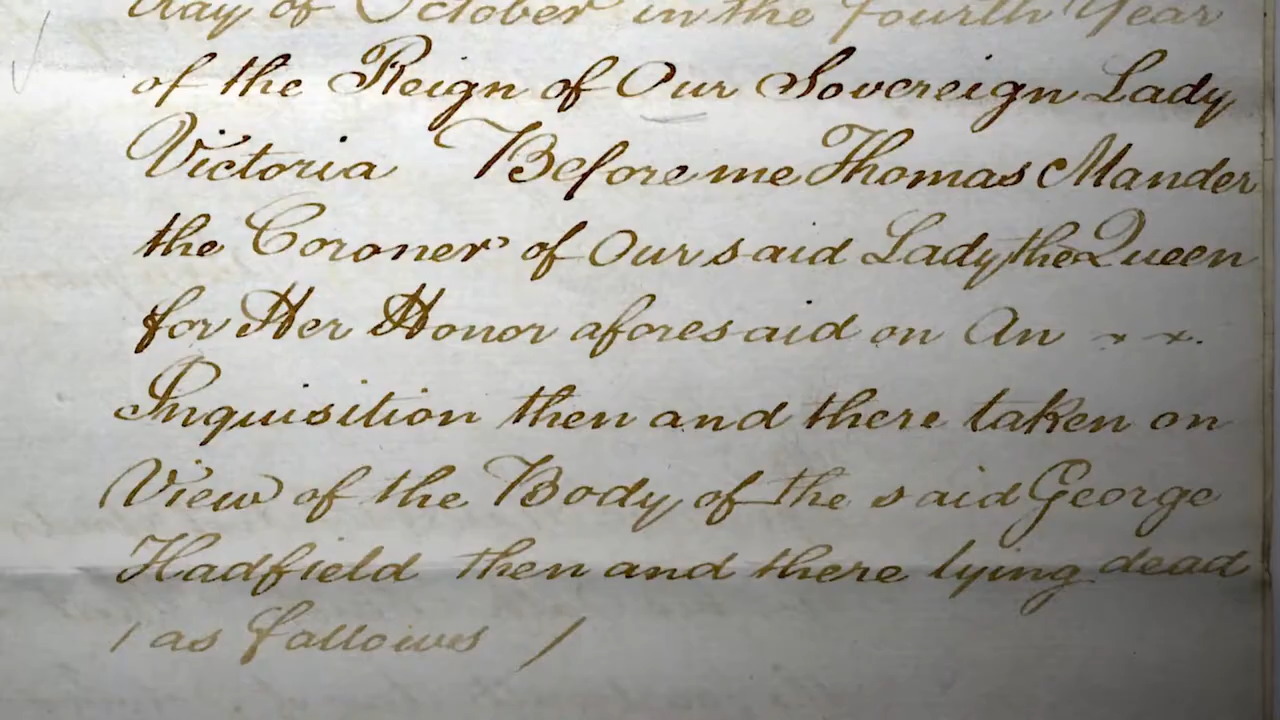 day of October in the fourth Year
of the Reign of Our Sovereign Lady
Victoria Before me Thomas Mander
the Coroner of Our said Lady the Queen
for Her Honor aforesaid on An x x.
Inquisition then and there taken on
View of the Body of the said George
Hadfield then and there lying dead
/ as follows /